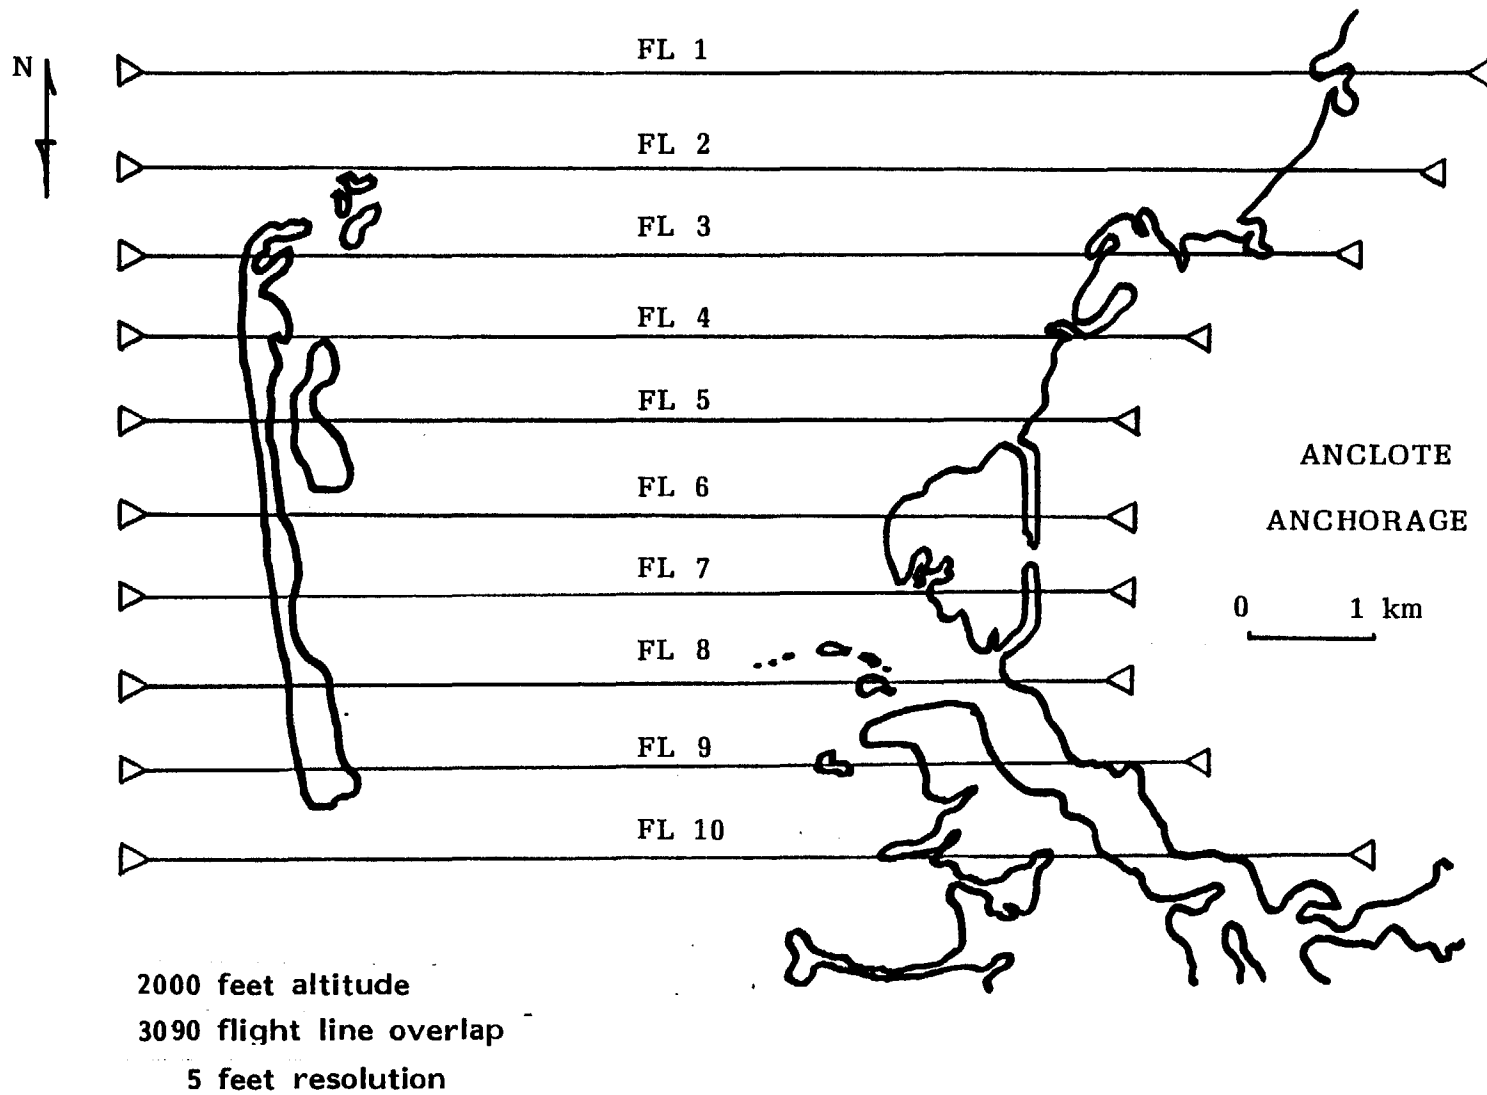 FL 1
N
FL 2
FL 3
FL 4
FL 5
ANCLOTE
FL 6
ANCHORAGE
FL 7
0 1 km
FL 8
FL 9
FL 10
2000 feet altitude
3090 flight line overlap
5 feet resolution